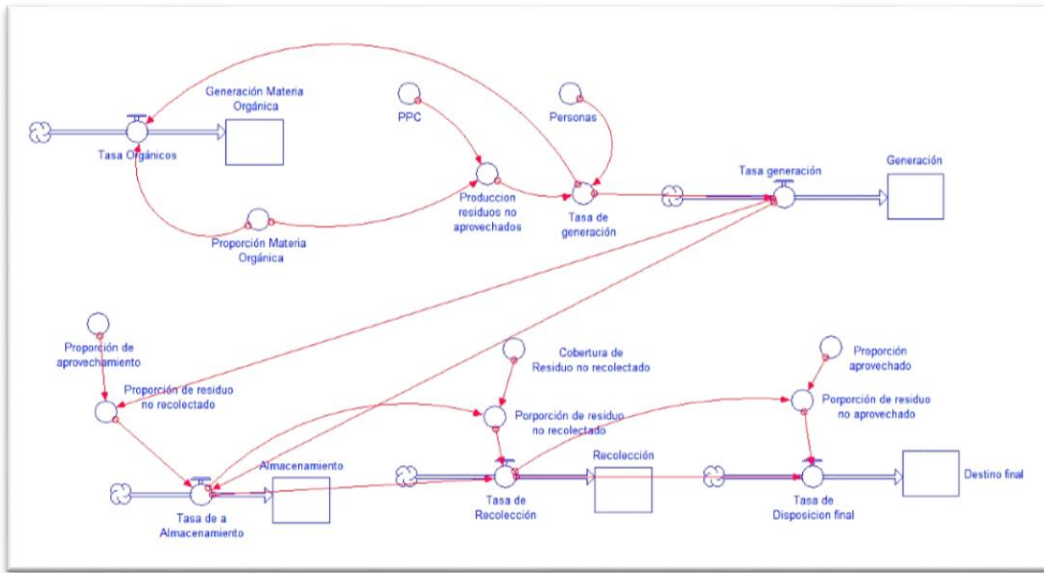 Generación Materia
Orgánica
PPC
Personas
Tasa Orgánicos
Tasa generación
Generación
Produccion
residuos no
aprovechados
Tasa de
generación
Proporción Materia
Orgánica
Proporción de
aprovechamiento
Cobertura de
Residuo no recolectado
Proporción
aprovechado
Proporción de residuo
no recolectado
Porporción de residuo
no recolectado
Porporción de residuo
no aprovechado
Almacenamiento
Recolección
Destino final
Tasa de a
Almacenamiento
Tasa de
Recolección
Tasa de
Disposicion final